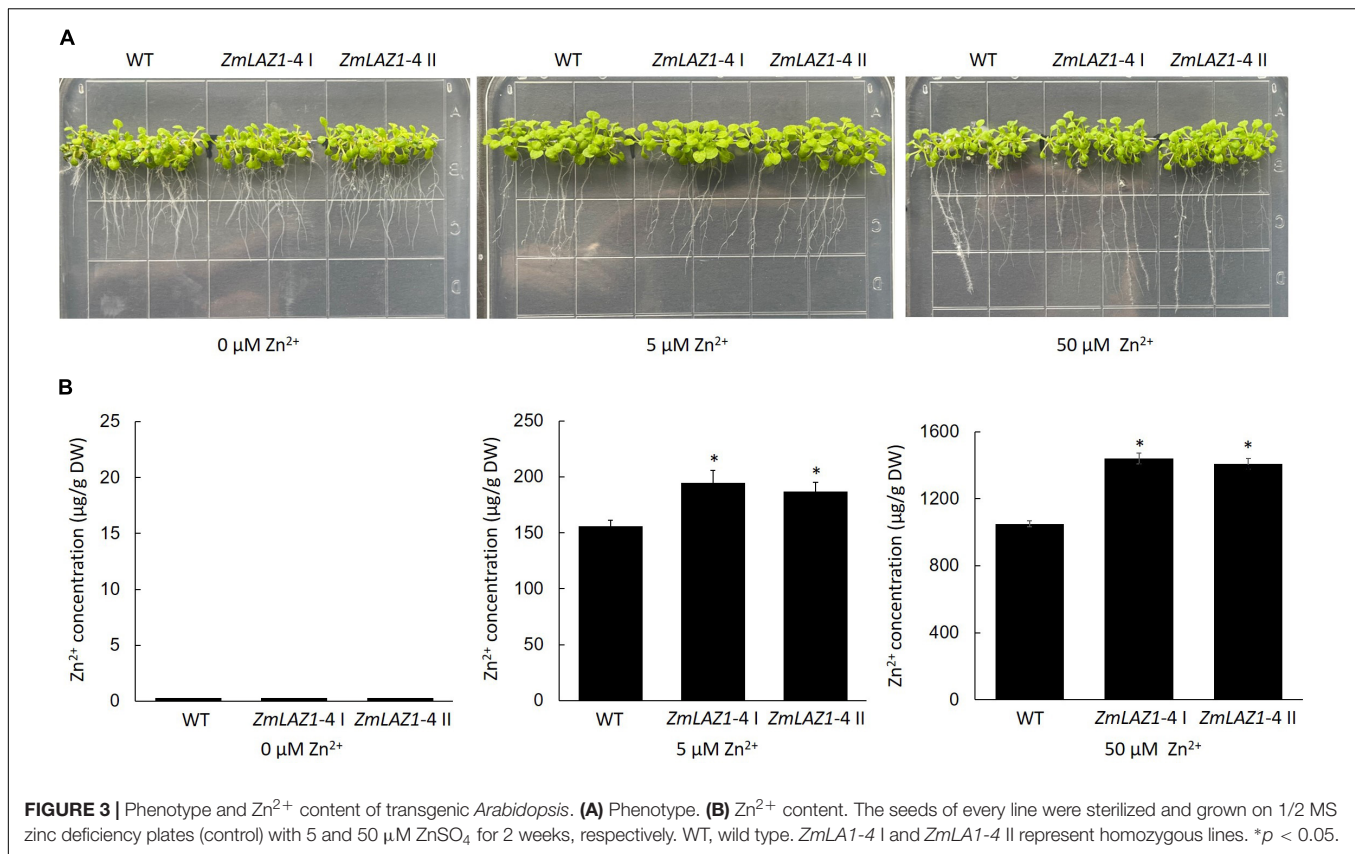 A
WT ZmLAZ1-4 I ZmLAZ1-4 II WT ZmLAZ1-4 I ZmLAZ1-4 II WT ZmLAZ1-4 I ZmLAZ1-4 II
0 µM Zn²⁺ 5 µM Zn²⁺ 50 µM Zn²⁺
B
Zn²⁺ concentration (µg/g DW)
25
20
15
10
5
0
WT ZmLAZ1-4 I ZmLAZ1-4 II
0 µM Zn²⁺
Zn²⁺ concentration (µg/g DW)
250
200
150
100
50
0
* *
WT ZmLAZ1-4 I ZmLAZ1-4 II
5 µM Zn²⁺
Zn²⁺ concentration (µg/g DW)
1600
1200
800
400
0
* *
WT ZmLAZ1-4 I ZmLAZ1-4 II
50 µM Zn²⁺
FIGURE 3 | Phenotype and Zn²⁺ content of transgenic Arabidopsis. (A) Phenotype. (B) Zn²⁺ content. The seeds of every line were sterilized and grown on 1/2 MS
zinc deficiency plates (control) with 5 and 50 µM ZnSO₄ for 2 weeks, respectively. WT, wild type. ZmLA1-4 I and ZmLA1-4 II represent homozygous lines. *p < 0.05.